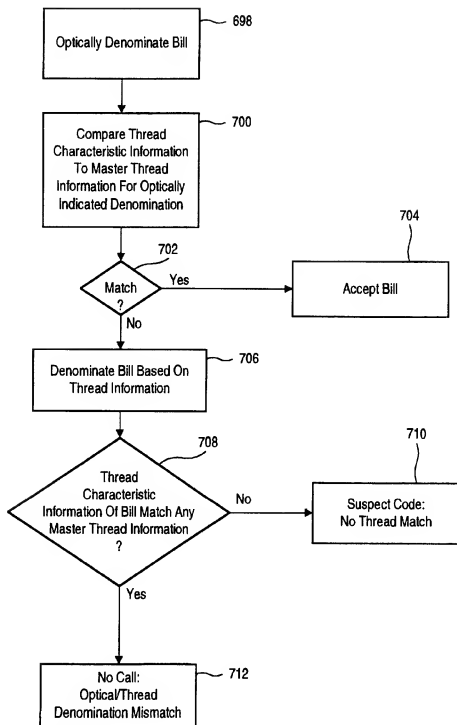 Optically Denominate Bill
698
Compare Thread
Characteristic Information
To Master Thread
Information For Optically
Indicated Denomination
700
Match
?
702
Yes
Accept Bill
704
No
Denominate Bill Based On
Thread Information
706
Thread
Characteristic
Information Of Bill Match Any
Master Thread Information
?
708
No
Suspect Code:
No Thread Match
710
Yes
No Call:
Optical/Thread
Denomination Mismatch
712